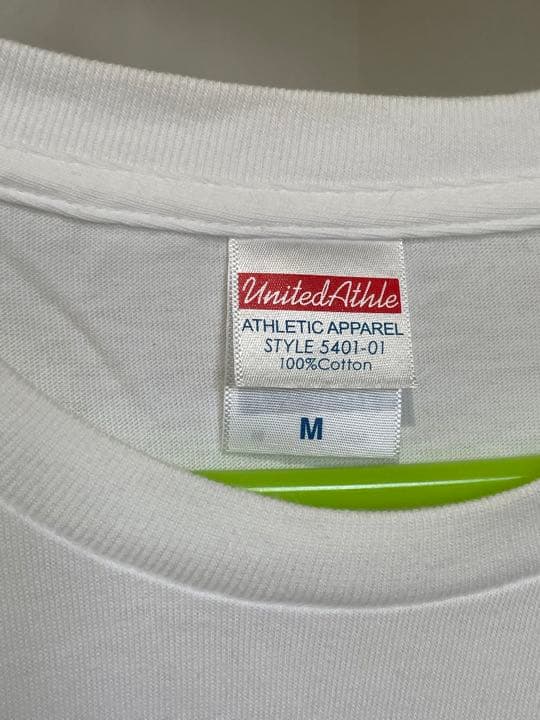 UnitedAthle
ATHLETIC APPAREL
STYLE 5401-01
100%Cotton
M